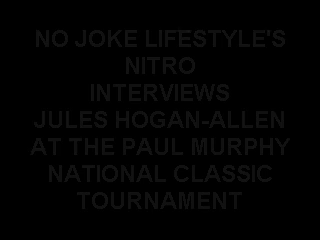 NO JOKE LIFESTYLE'S
NITRO
INTERVIEWS
JULES HOGAN-ALLEN
AT THE PAUL MURPHY
NATIONAL CLASSIC
TOURNAMENT